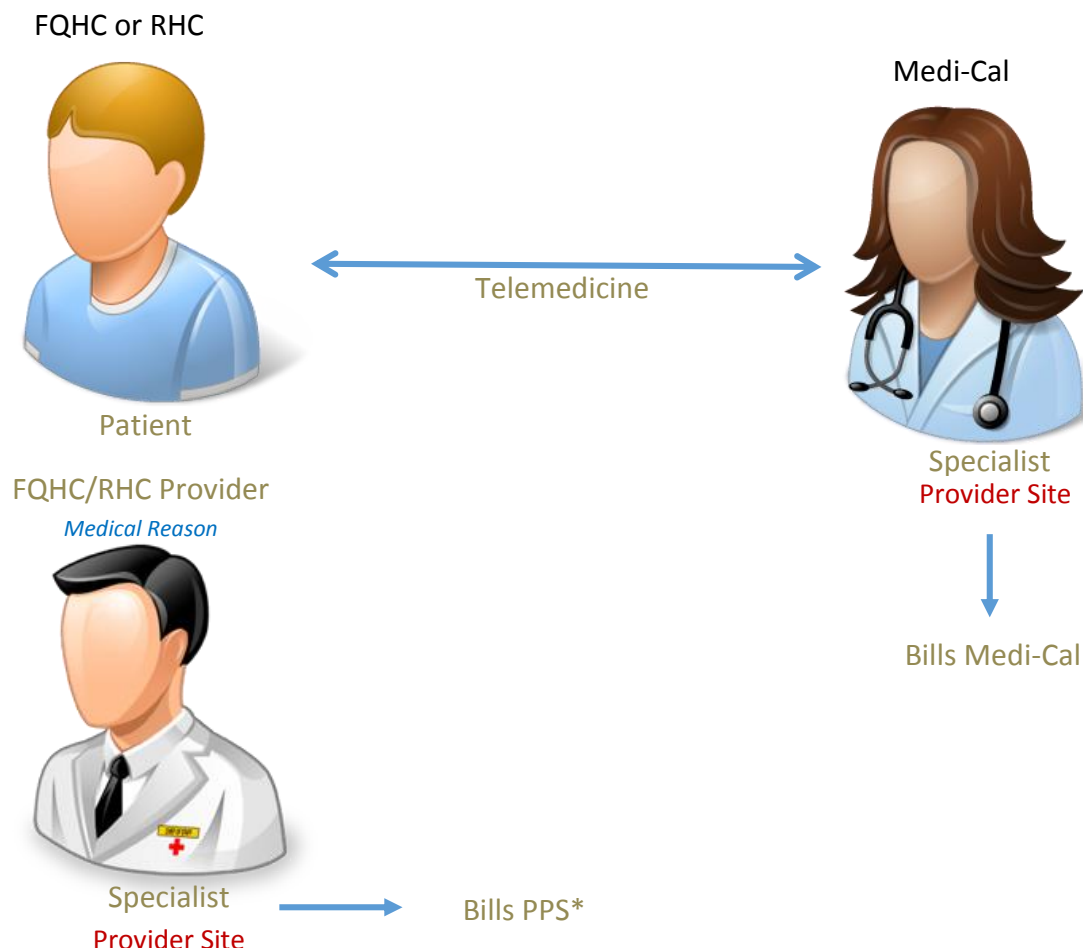 FQHC or RHC
Medi-Cal
Telemedicine
Patient
FQHC/RHC Provider
Medical Reason
Specialist
Provider Site
Bills Medi-Cal
Specialist
Bills PPS*
Provider Site